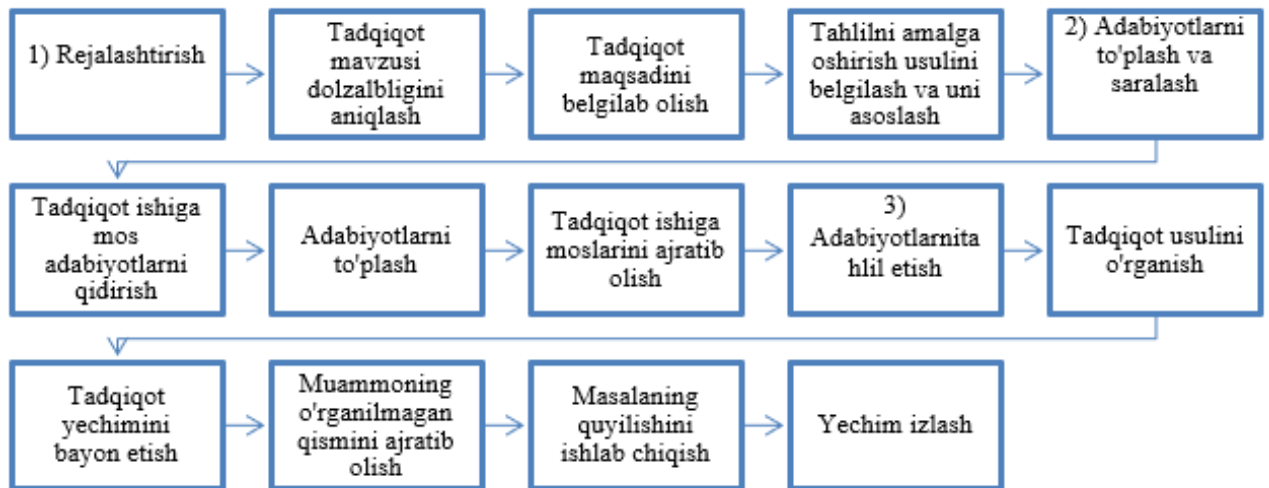 1) Rejalashtirish
Tadqiqot
mavzusi
dolzalbligini
aniqlash
Tadqiqot
maqsadini
belgilab olish
Tahlilni amalga
oshirish usulini
belgilash va uni
asoslash
2) Adabiyotlarni
to'plash va
saralash
Tadqiqot ishiga
mos
adabiyotlarni
qidirish
Adabiyotlarni
to'plash
Tadqiqot ishiga
moslarini ajratib
olish
3)
Adabiyotlarnita
hlil etish
Tadqiqot usulini
o'rganish
Tadqiqot
yechimini
bayon etish
Muammoning
o'rganilmagan
qismini ajratib
olish
Masalaning
quyilishini
ishlab chiqish
Yechim izlash